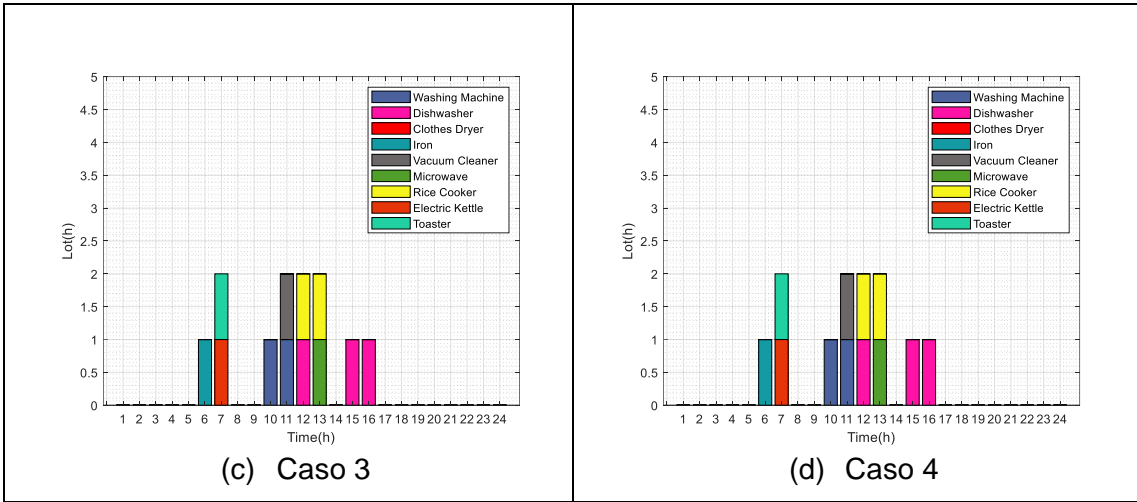 5
4.5
4
3.5
3
2.5
2
1.5
1
0.5
0
Lot(h)
Washing Machine
Dishwasher
Clothes Dryer
Iron
Vacuum Cleaner
Microwave
Rice Cooker
Electric Kettle
Toaster
1 2 3 4 5 6 7 8 9 10 11 12 13 14 15 16 17 18 19 20 21 22 23 24
Time(h)
(c) Caso 3
5
4.5
4
3.5
3
2.5
2
1.5
1
0.5
0
Lot(h)
Washing Machine
Dishwasher
Clothes Dryer
Iron
Vacuum Cleaner
Microwave
Rice Cooker
Electric Kettle
Toaster
1 2 3 4 5 6 7 8 9 10 11 12 13 14 15 16 17 18 19 20 21 22 23 24
Time(h)
(d) Caso 4